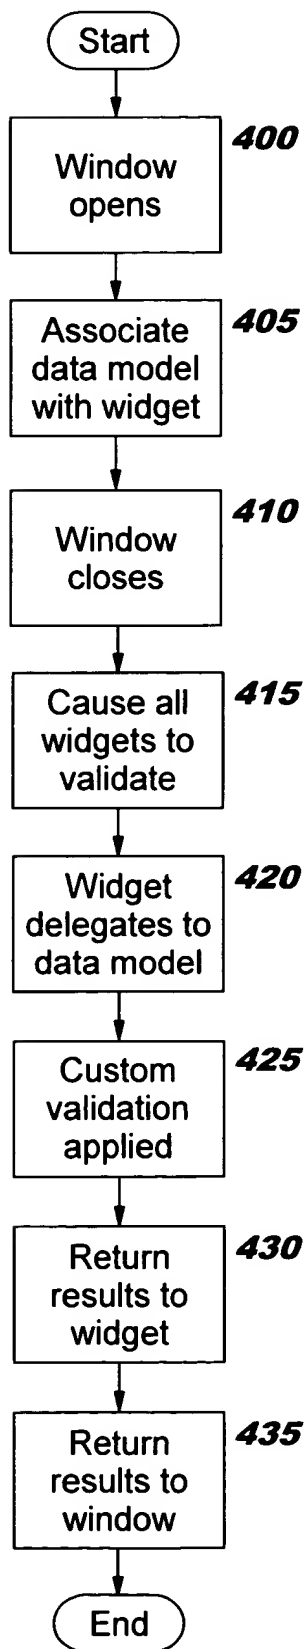 Start
400
Window
opens
405
Associate
data model
with widget
410
Window
closes
415
Cause all
widgets to
validate
420
Widget
delegates to
data model
425
Custom
validation
applied
430
Return
results to
widget
435
Return
results to
window
End